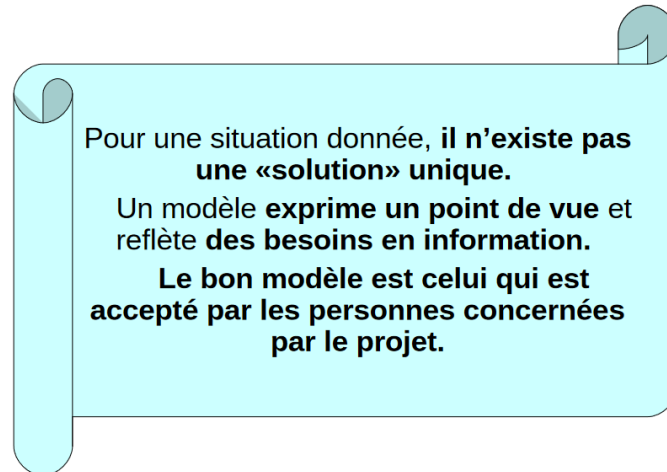 Pour une situation donnée, il n’existe pas
une «solution» unique.
Un modèle exprime un point de vue et
reflète des besoins en information.
Le bon modèle est celui qui est
accepté par les personnes concernées
par le projet.